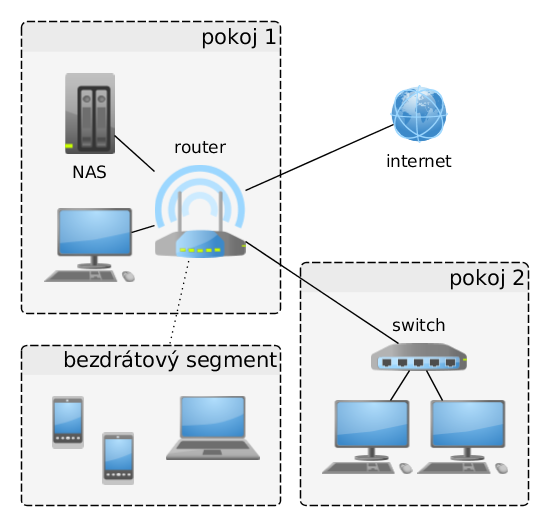 pokoj 1
router
NAS
internet
pokoj 2
switch
bezdrátový segment